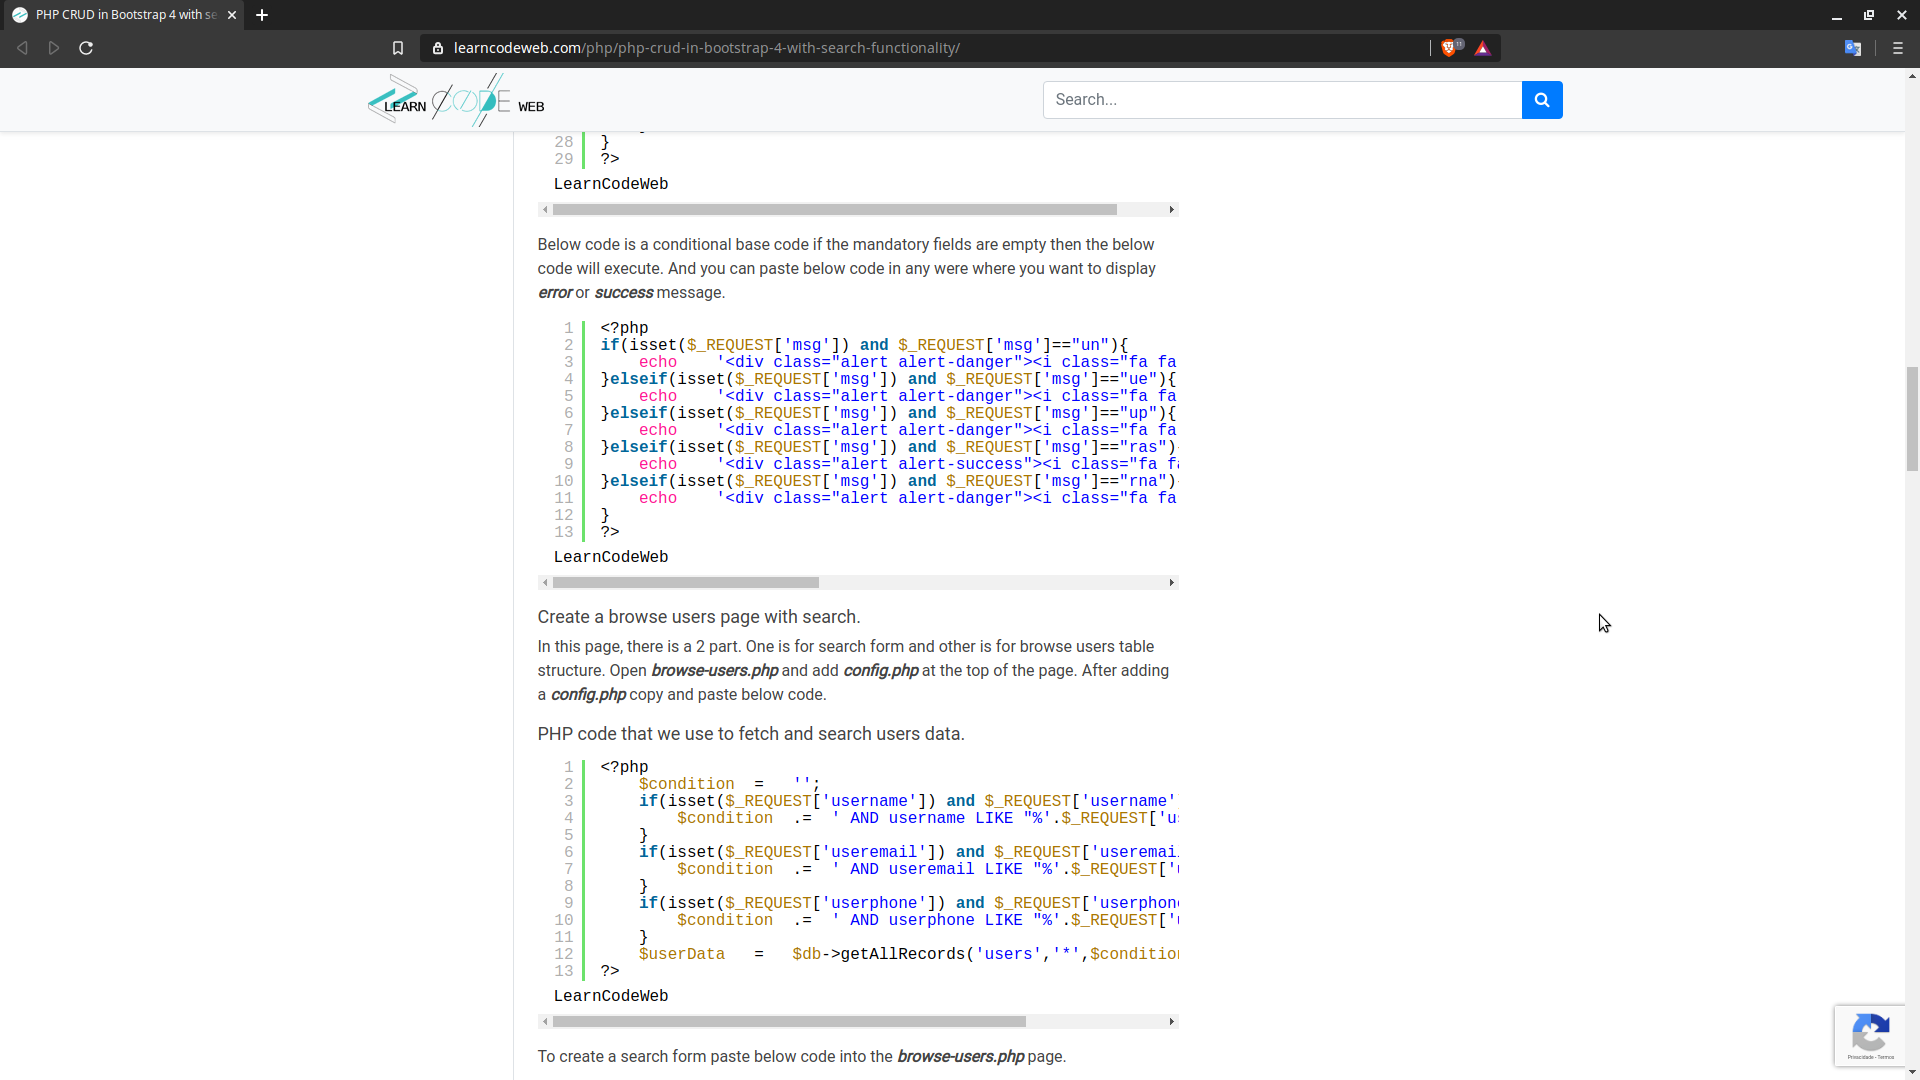 PHP CRUD in Bootstrap 4 with se
learncodeweb.com/php/php-crud-in-bootstrap-4-with-search-functionality/
LEARN CODE WEB
Search...
28 }
29 ?>
LearnCodeWeb
Below code is a conditional base code if the mandatory fields are empty then the below
code will execute. And you can paste below code in any were where you want to display
error or success message.
1 <?php
2 if(isset($_REQUEST['msg']) and $_REQUEST['msg']=="un"){
3 echo '<div class="alert alert-danger"><i class="fa fa
4 }elseif(isset($_REQUEST['msg']) and $_REQUEST['msg']=="ue"){
5 echo '<div class="alert alert-danger"><i class="fa fa
6 }elseif(isset($_REQUEST['msg']) and $_REQUEST['msg']=="up"){
7 echo '<div class="alert alert-danger"><i class="fa fa
8 }elseif(isset($_REQUEST['msg']) and $_REQUEST['msg']=="ras")
9 echo '<div class="alert alert-success"><i class="fa fa
10 }elseif(isset($_REQUEST['msg']) and $_REQUEST['msg']=="rna")
11 echo '<div class="alert alert-danger"><i class="fa fa
12 }
13 ?>
LearnCodeWeb
Create a browse users page with search.
In this page, there is a 2 part. One is for search form and other is for browse users table
structure. Open browse-users.php and add config.php at the top of the page. After adding
a config.php copy and paste below code.
PHP code that we use to fetch and search users data.
1 <?php
2 $condition = '';
3 if(isset($_REQUEST['username']) and $_REQUEST['username'
4 $condition .= ' AND username LIKE "%'.$_REQUEST['us
5 }
6 if(isset($_REQUEST['useremail']) and $_REQUEST['useremai
7 $condition .= ' AND useremail LIKE "%'.$_REQUEST['u
8 }
9 if(isset($_REQUEST['userphone']) and $_REQUEST['userphone
10 $condition .= ' AND userphone LIKE "%'.$_REQUEST['u
11 }
12 $userData = $db->getAllRecords('users','*',$condition
13 ?>
LearnCodeWeb
To create a search form paste below code into the browse-users.php page.
Privacidade - Termos